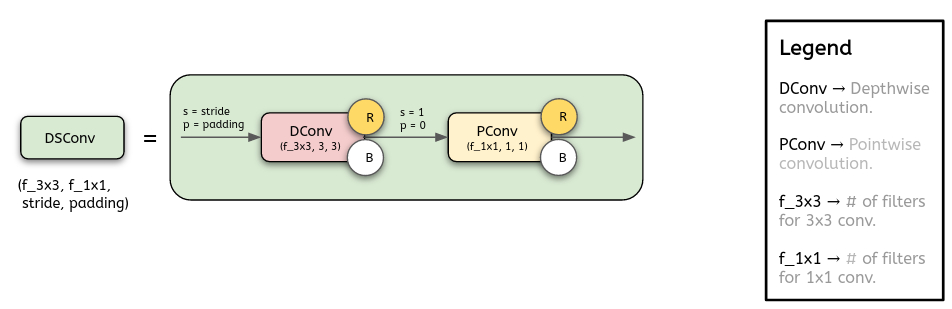 DSConv
=
(f_3x3, f_1x1,
stride, padding)
s = stride
p = padding
DConv
(f_3x3, 3, 3)
R
B
s = 1
p = 0
PConv
(f_1x1, 1, 1)
R
B
Legend
DConv → Depthwise
convolution.
PConv → Pointwise
convolution.
f_3x3 → # of filters
for 3x3 conv.
f_1x1 → # of filters
for 1x1 conv.